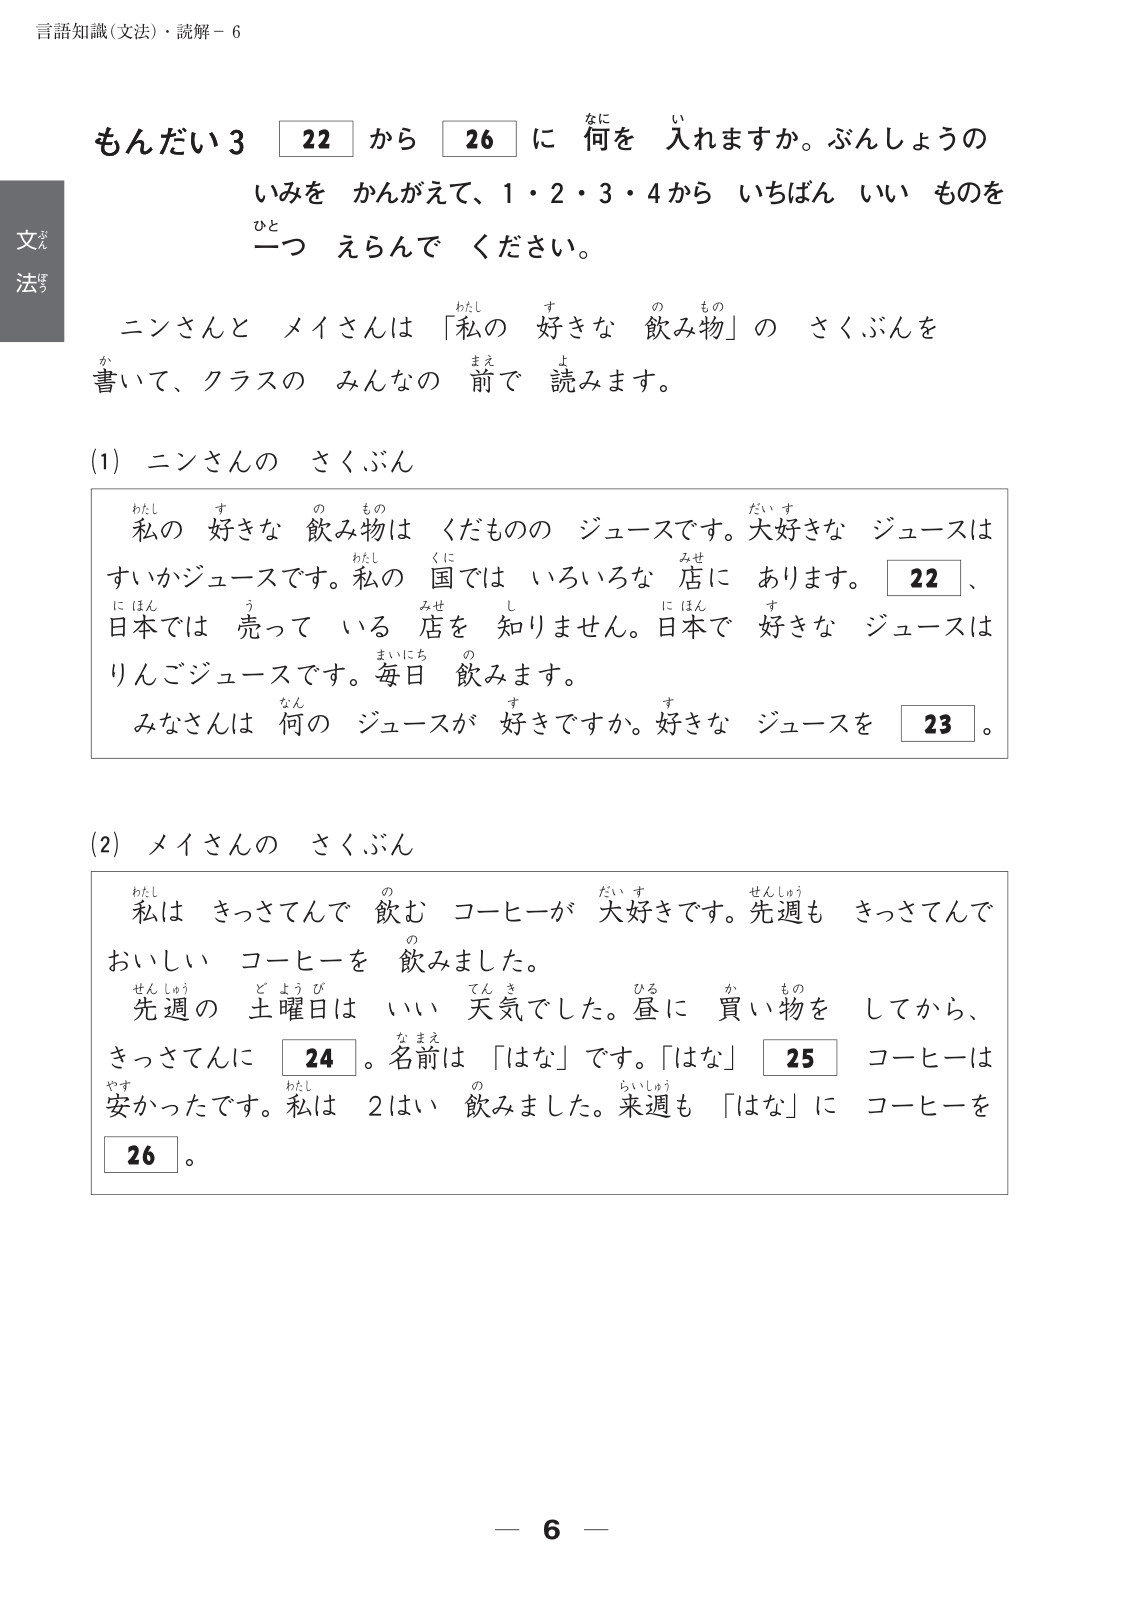 言語知識(文法)・読解－6
もんだい3　22 から 26 に　何を　入れますか。ぶんしょうの
いみを　かんがえて、1・2・3・4から　いちばん　いい　ものを
一つ　えらんで　ください。
文法
ニンさんと　メイさんは「私の　好きな　飲み物」の　さくぶんを
書いて、クラスの　みんなの　前で　読みます。
(1)　ニンさんの　さくぶん
私の　好きな　飲み物は　くだものの　ジュースです。大好きな　ジュースは
すいかジュースです。私の　国では　いろいろな　店に　あります。 22 、
日本では　売って　いる　店を　知りません。日本で　好きな　ジュースは
りんごジュースです。毎日　飲みます。
みなさんは　何の　ジュースが　好きですか。好きな　ジュースを　23 。
(2)　メイさんの　さくぶん
私は　きっさてんで　飲む　コーヒーが　大好きです。先週も　きっさてんで
おいしい　コーヒーを　飲みました。
先週の　土曜日は　いい　天気でした。昼に　買い物を　してから、
きっさてんに　24 。名前は「はな」です。「はな」 25 　コーヒーは
安かったです。私は　2はい　飲みました。来週も「はな」に　コーヒーを
26 。
― 6 ―